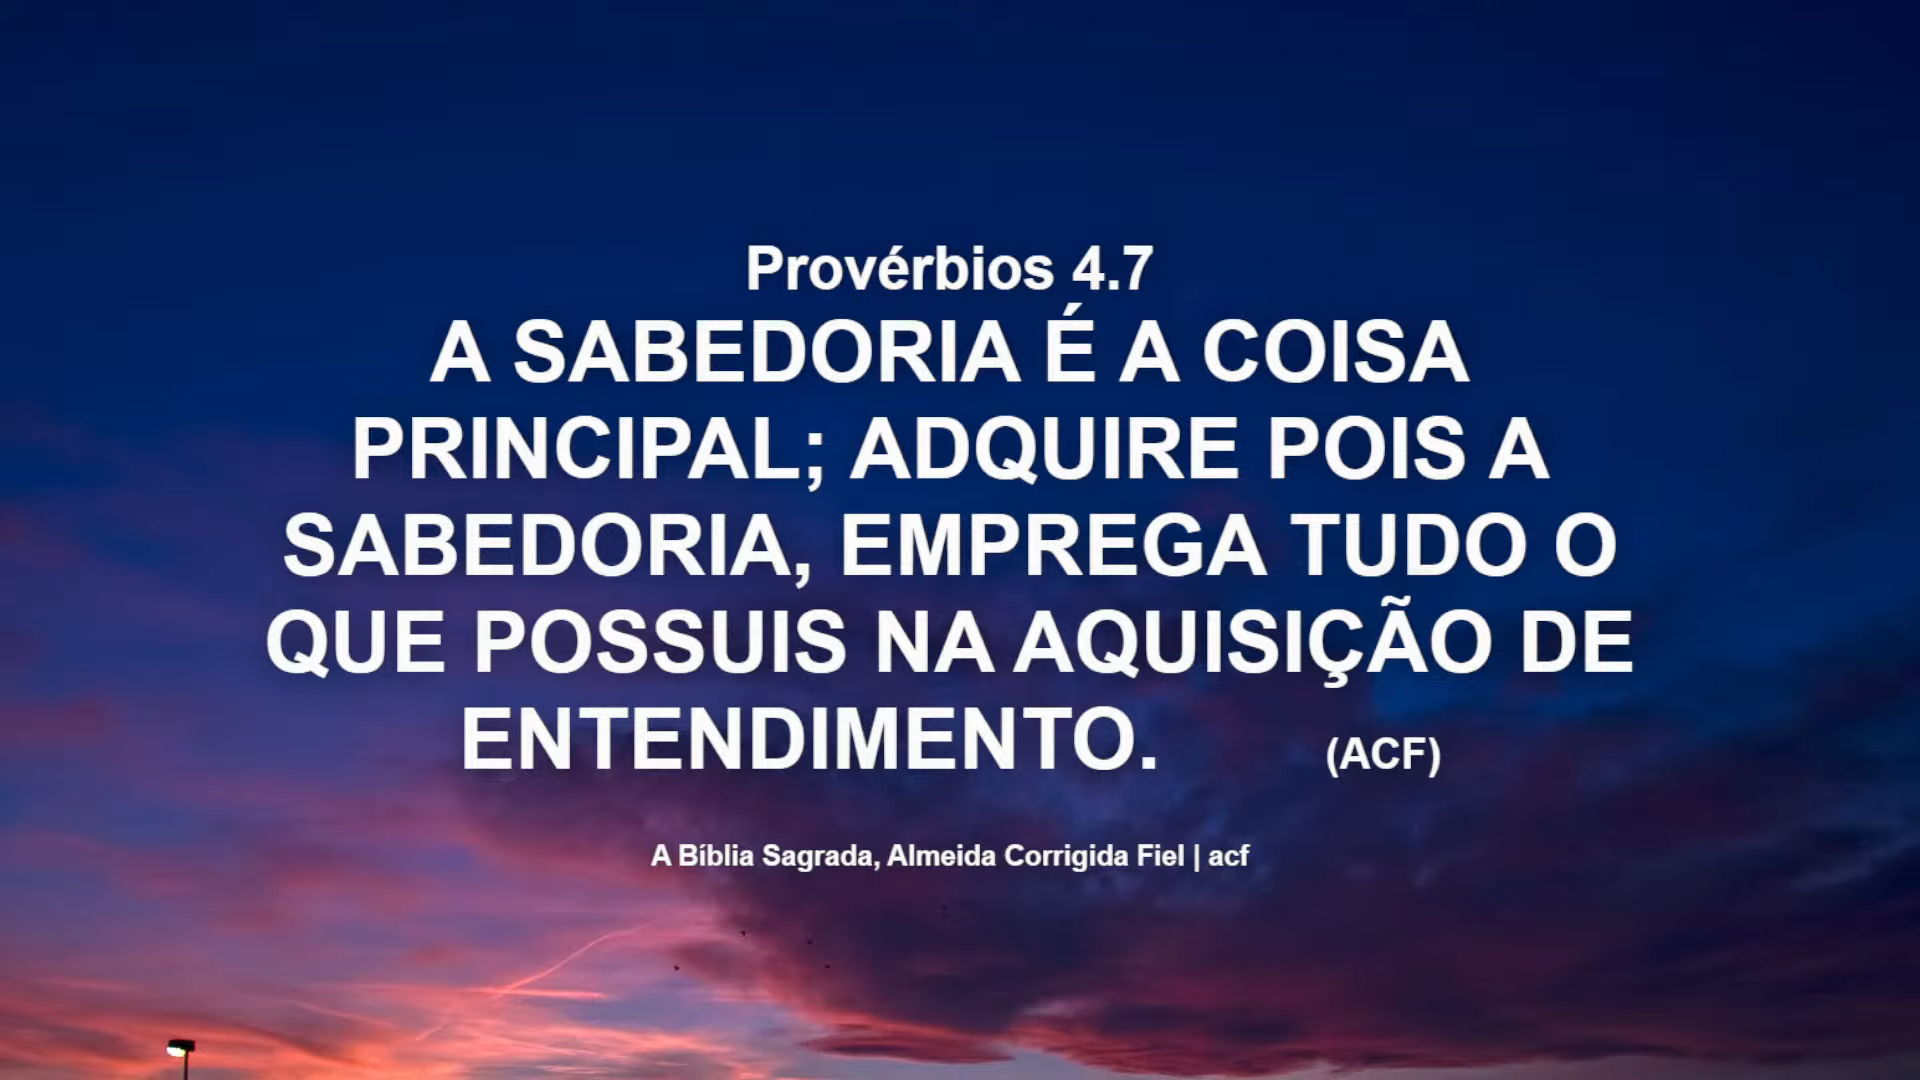 Provérbios 4.7
A SABEDORIA É A COISA
PRINCIPAL; ADQUIRE POIS A
SABEDORIA, EMPREGA TUDO O
QUE POSSUIS NA AQUISIÇÃO DE
ENTENDIMENTO. (ACF)
A Bíblia Sagrada, Almeida Corrigida Fiel | acf